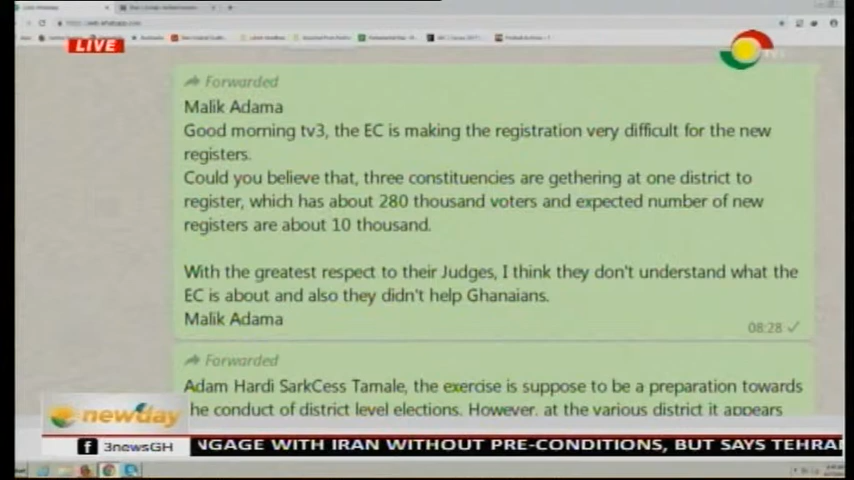 LIVE
Forwarded
Malik Adama
Good morning tv3, the EC is making the registration very difficult for the new
registers.
Could you believe that, three constituencies are gethering at one district to
register, which has about 280 thousand voters and expected number of new
registers are about 10 thousand.
With the greatest respect to their Judges, I think they don't understand what the
EC is about and also they didn't help Ghanaians.
Malik Adama
08:28
Forwarded
Adam Hardi SarkCess Tamale, the exercise is suppose to be a preparation towards
he conduct of district level elections. However, at the various district it appears
newday
3newsGH
NGAGE WITH IRAN WITHOUT PRE-CONDITIONS, BUT SAYS TEHRA